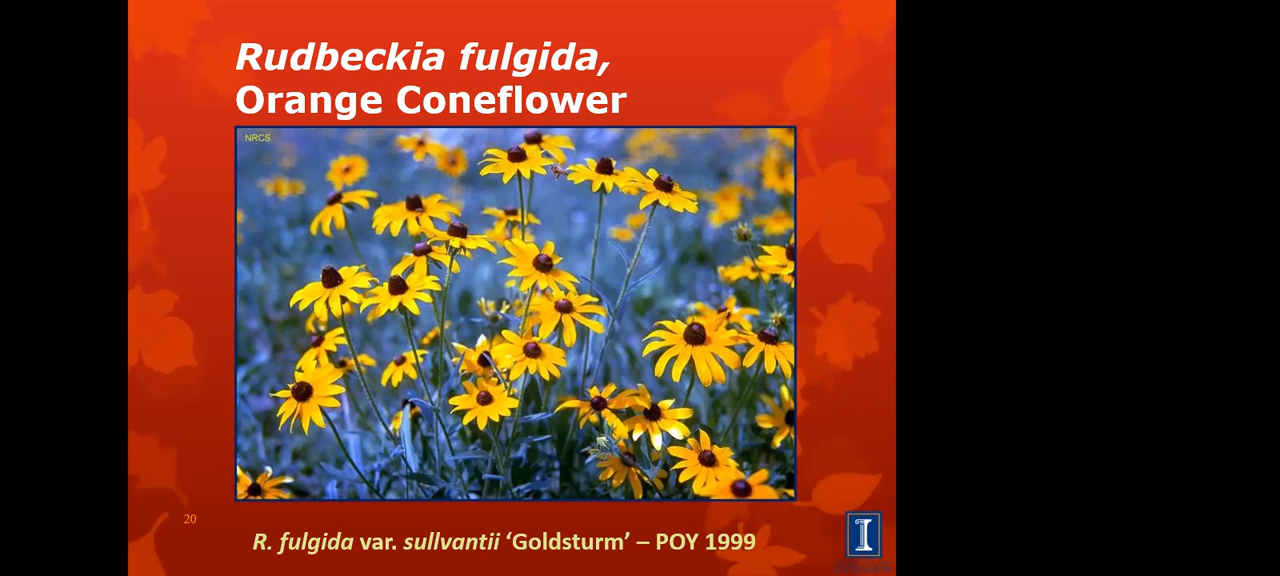 Rudbeckia fulgida,
Orange Coneflower
NRCS
20
R. fulgida var. sullvantii ‘Goldsturm’ – POY 1999
I